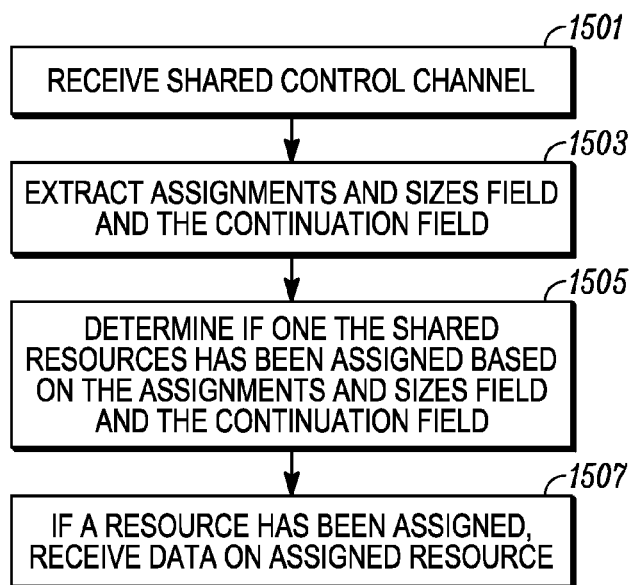 1501
RECEIVE SHARED CONTROL CHANNEL
1503
EXTRACT ASSIGNMENTS AND SIZES FIELD
AND THE CONTINUATION FIELD
1505
DETERMINE IF ONE THE SHARED
RESOURCES HAS BEEN ASSIGNED BASED
ON THE ASSIGNMENTS AND SIZES FIELD
AND THE CONTINUATION FIELD
1507
IF A RESOURCE HAS BEEN ASSIGNED,
RECEIVE DATA ON ASSIGNED RESOURCE